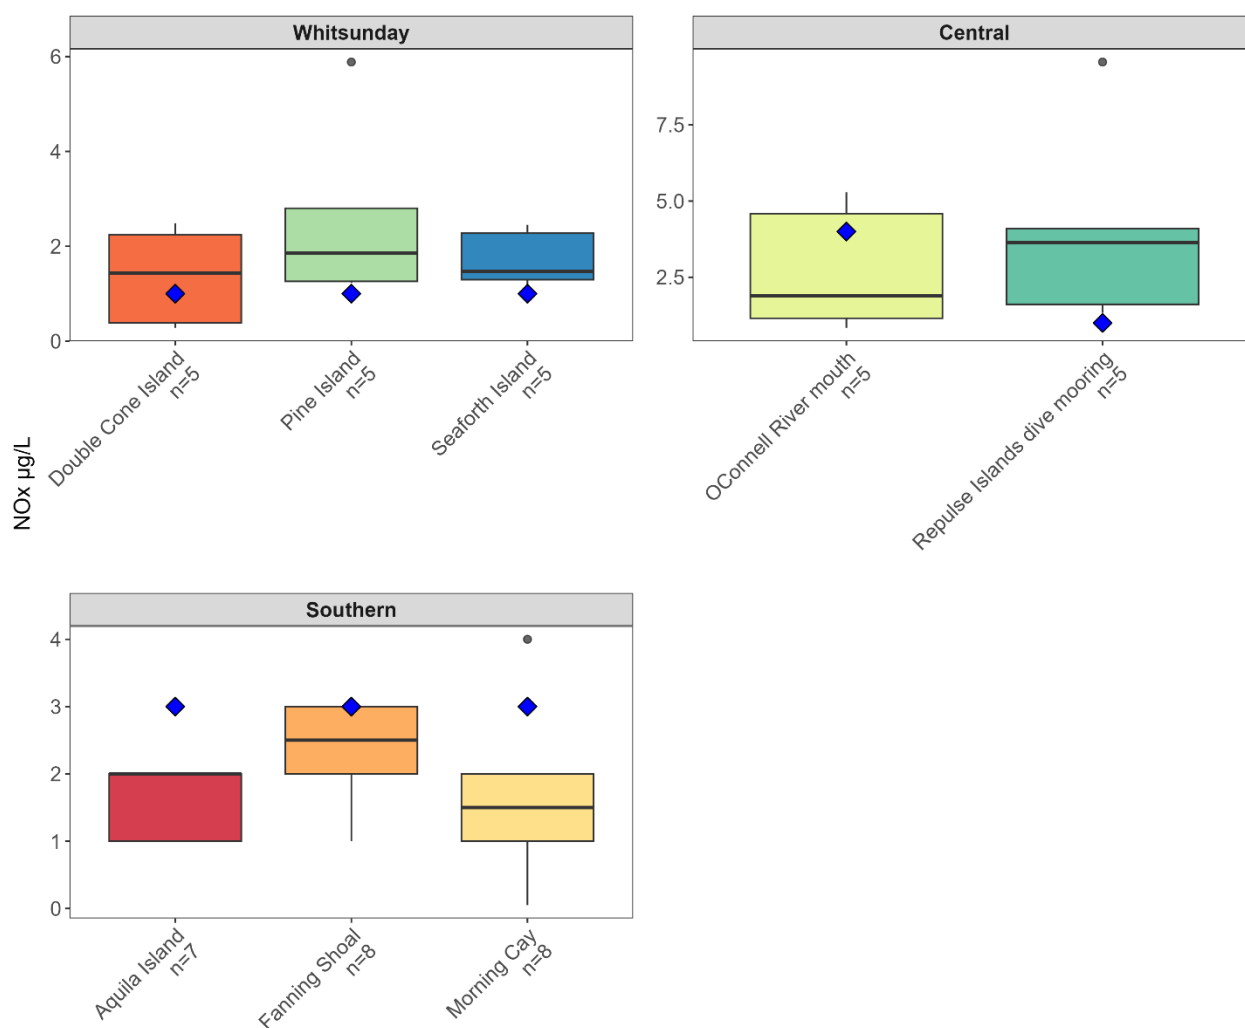 Whitsunday
6
4
2
0
Double Cone Island
n=5
Pine Island
n=5
Seaforth Island
n=5
Central
7.5
5.0
2.5
OConnell River mouth
n=5
Repulse Islands dive mooring
n=5
NOx µg/L
Southern
4
3
2
1
0
Aquila Island
n=7
Fanning Shoal
n=8
Morning Cay
n=8